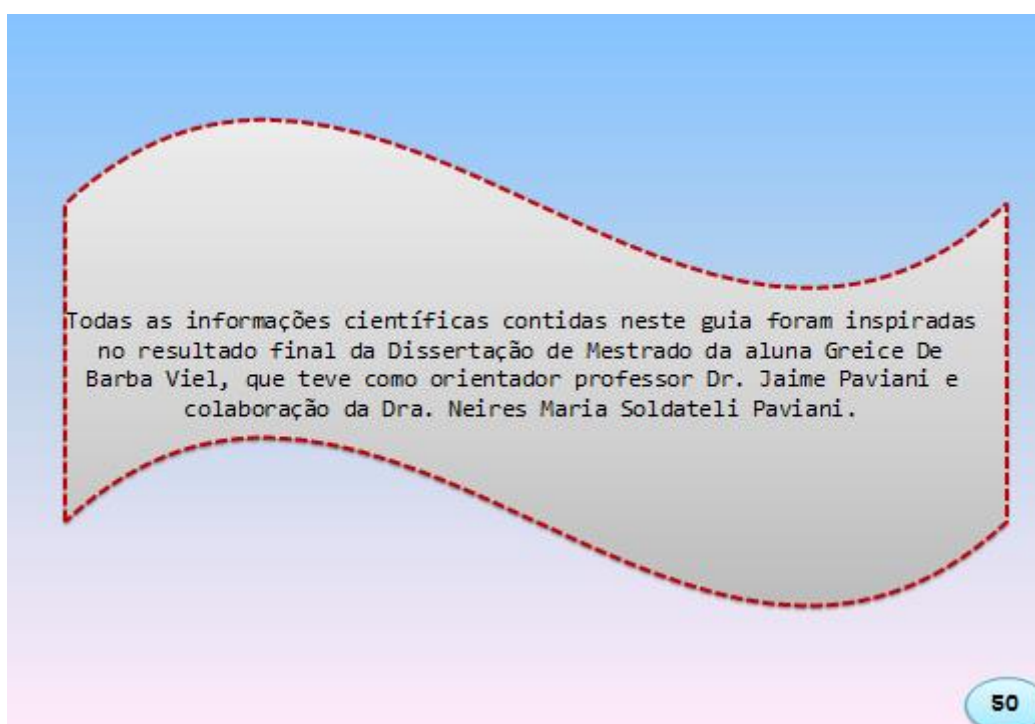 Todas as informações científicas contidas neste guia foram inspiradas
no resultado final da Dissertação de Mestrado da aluna Greice De
Barba Viel, que teve como orientador professor Dr. Jaime Paviani e
colaboração da Dra. Neires Maria Soldateli Paviani.
50